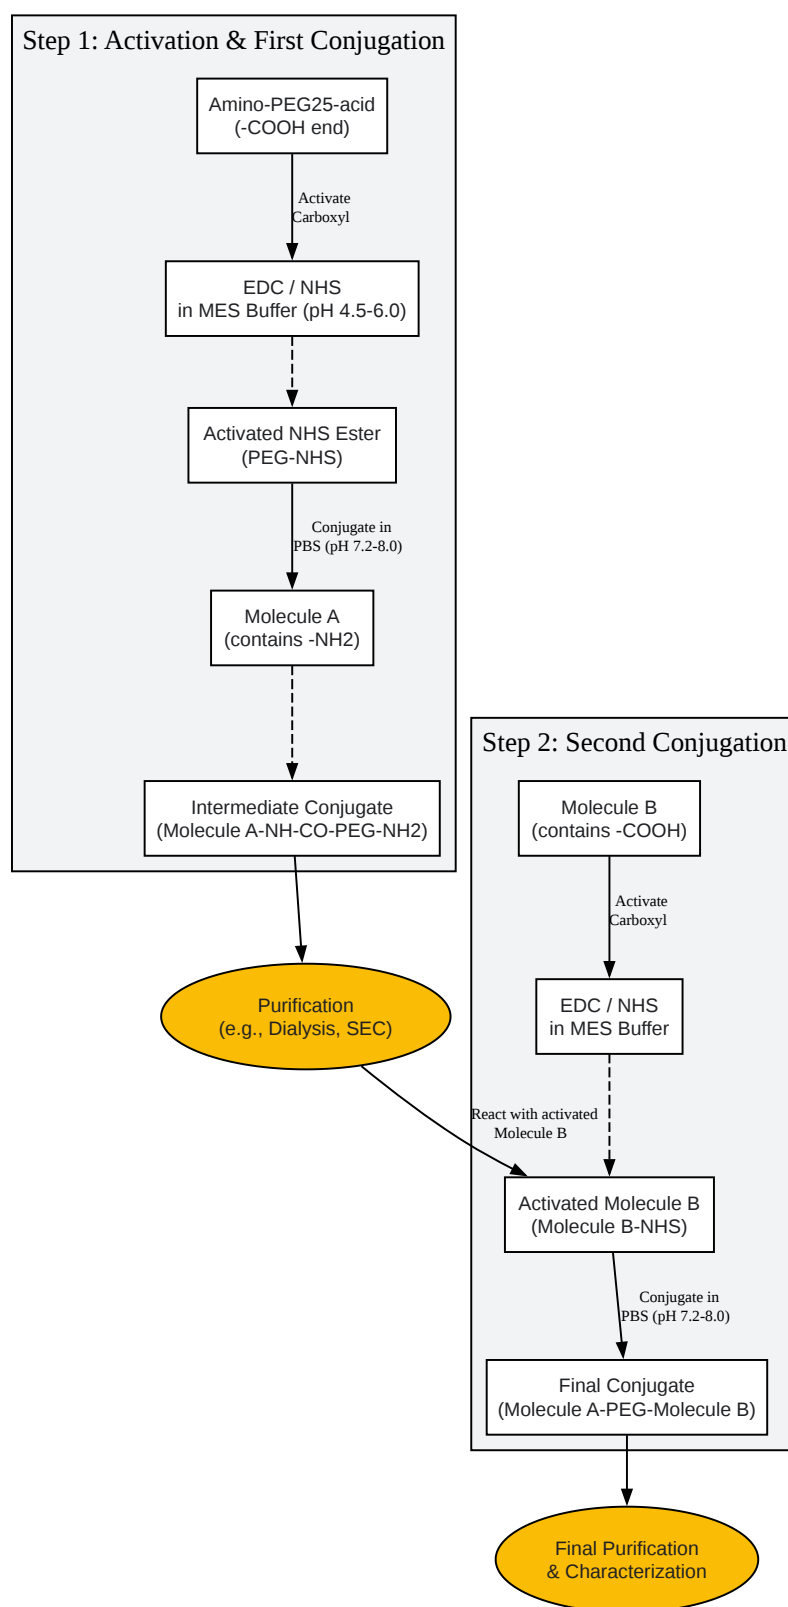 Step 1: Activation & First Conjugation
Amino-PEG25-acid
(-COOH end)
Activate
Carboxyl
EDC / NHS
in MES Buffer (pH 4.5-6.0)
Activated NHS Ester
(PEG-NHS)
Conjugate in
PBS (pH 7.2-8.0)
Molecule A
(contains -NH2)
Intermediate Conjugate
(Molecule A-NH-CO-PEG-NH2)
Purification
(e.g., Dialysis, SEC)
Step 2: Second Conjugation
Molecule B
(contains -COOH)
Activate
Carboxyl
EDC / NHS
in MES Buffer
React with activated
Molecule B
Activated Molecule B
(Molecule B-NHS)
Conjugate in
PBS (pH 7.2-8.0)
Final Conjugate
(Molecule A-PEG-Molecule B)
Final Purification
& Characterization